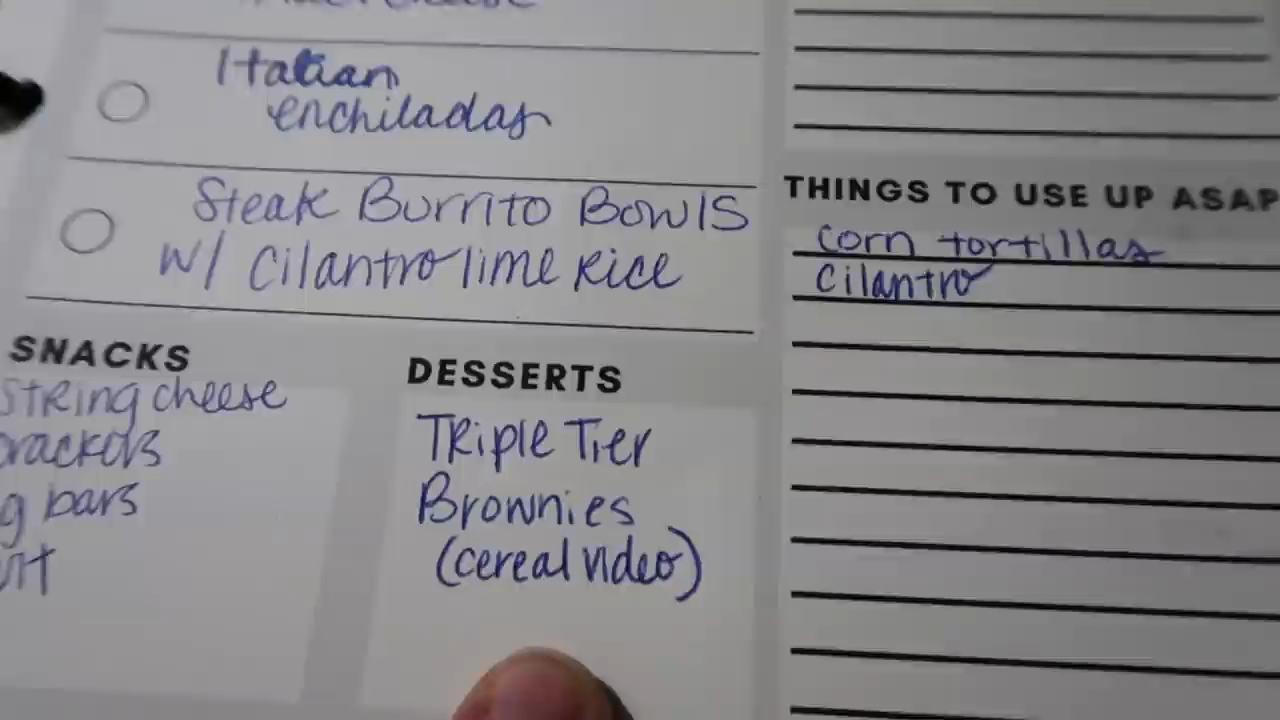 Italian
enchiladas
Steak Burrito Bowls
w/ cilantro lime Rice
THINGS TO USE UP ASAP
corn tortillas
cilantro
SNACKS
string cheese
crackers
g bars
DESSERTS
Triple Tier
Brownies
(cereal video)